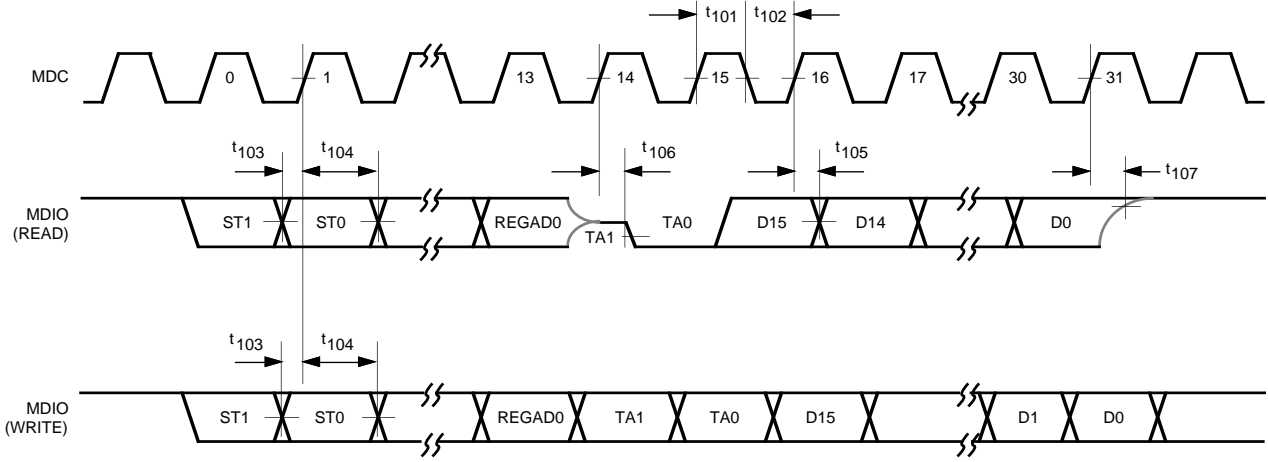 t101 t102
MDC 0 1 13 14 15 16 17 30 31
t103 t104 t106 t105 t107
MDIO
(READ)
ST1 ST0 REGAD0 TA1 TA0 D15 D14 D0
t103 t104
MDIO
(WRITE)
ST1 ST0 REGAD0 TA1 TA0 D15 D1 D0